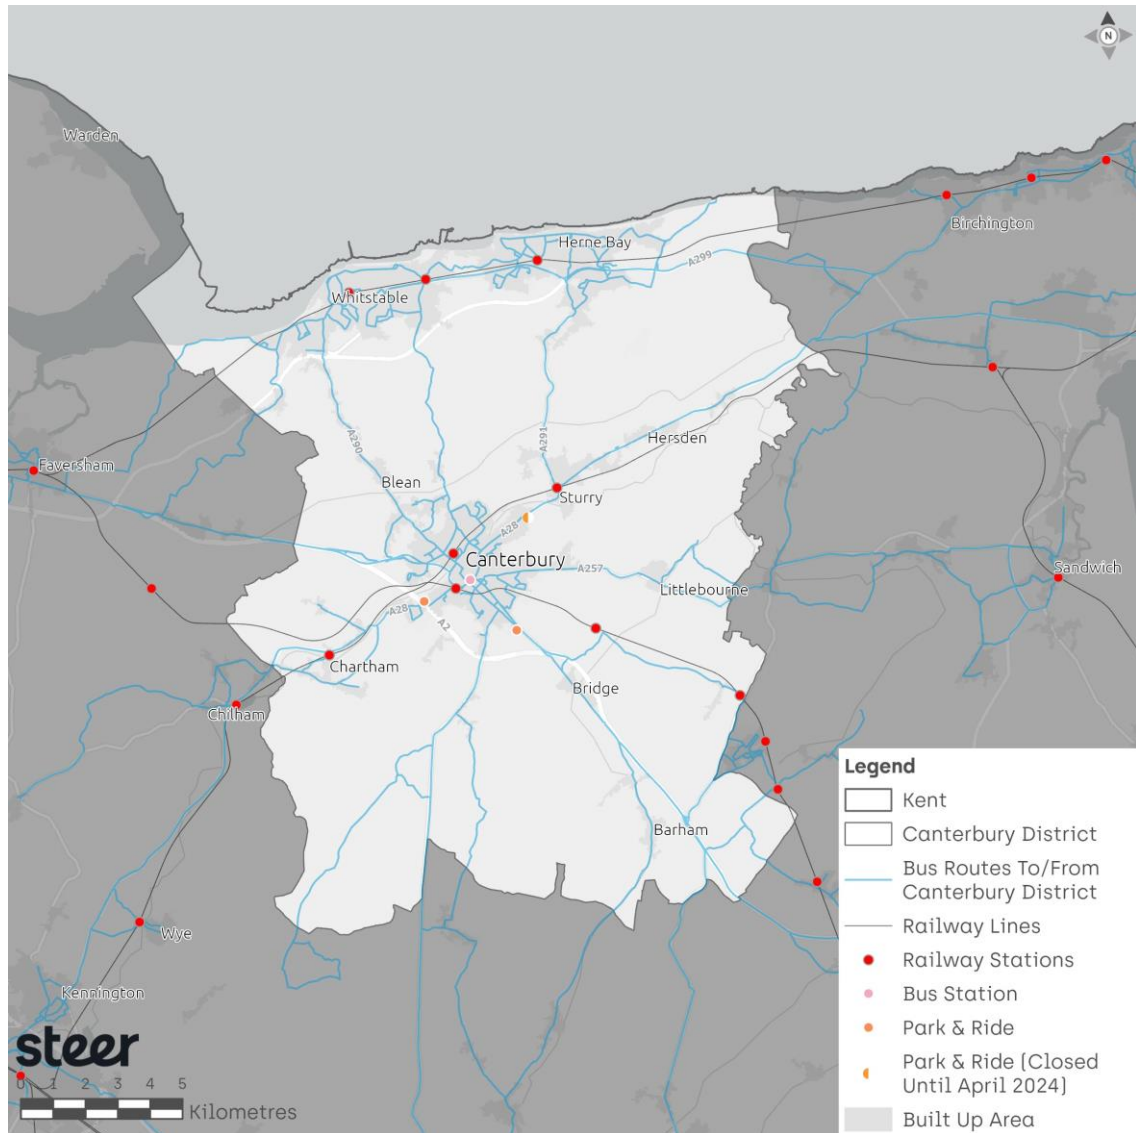 N
Warden
Birchington
Herne Bay
A299
Whitstable
A290
A291
Hersden
Faversham
Blean
Sturry
A28
Canterbury
A257
Sandwich
Littlebourne
A28
A2
Chartham
Bridge
Chilham
Barham
Wye
Kennington
steer
0 1 2 3 4 5
Kilometres
Legend
Kent
Canterbury District
Bus Routes To/From
Canterbury District
Railway Lines
Railway Stations
Bus Station
Park & Ride
Park & Ride (Closed
Until April 2024)
Built Up Area